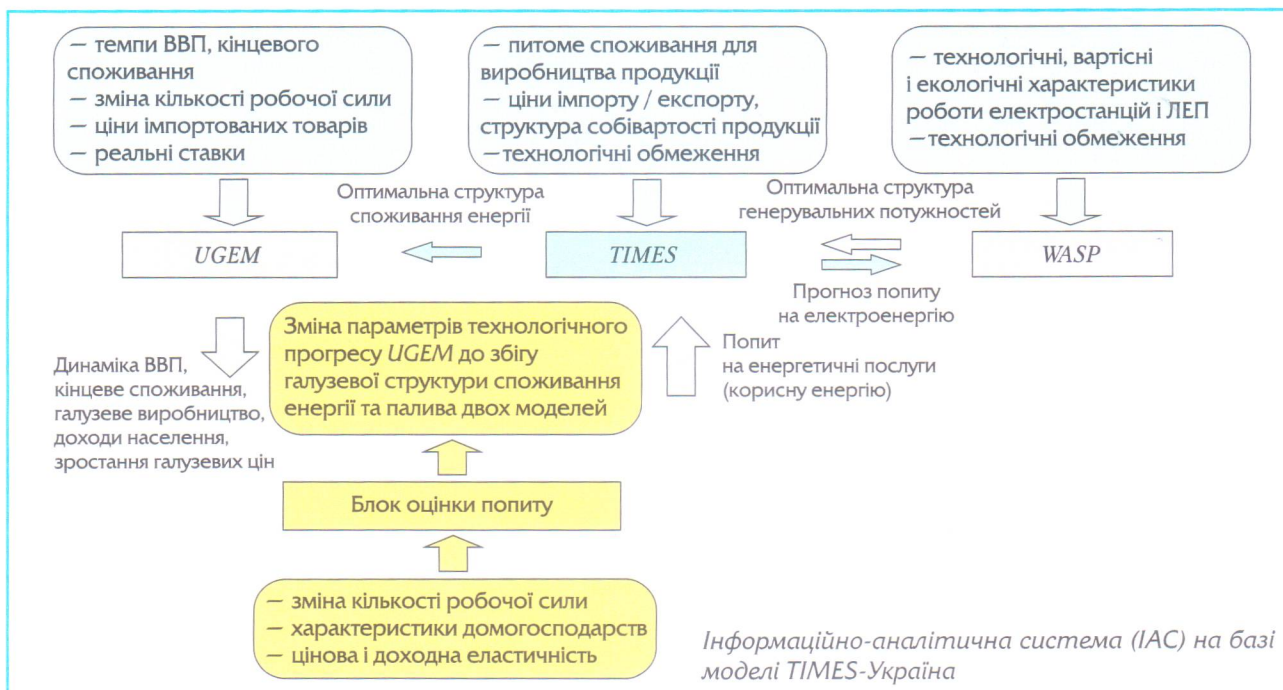 — темпи ВВП, кінцевого
споживання
— зміна кількості робочої сили
— ціни імпортованих товарів
— реальні ставки
— питоме споживання для
виробництва продукції
— ціни імпорту / експорту,
структура собівартості продукції
— технологічні обмеження
— технологічні, вартісні
і екологічні характеристики
роботи електростанцій і ЛЕП
— технологічні обмеження
Оптимальна структура
споживання енергії
Оптимальна структура
генерувальних потужностей
UGEM
TIMES
WASP
Прогноз попиту
на електроенергію
Динаміка ВВП,
кінцеве споживання,
галузеве виробництво,
доходи населення,
зростання галузевих цін
Зміна параметрів технологічного
прогресу UGEM до збігу
галузевої структури споживання
енергії та палива двох моделей
Попит
на енергетичні послуги
(корисну енергію)
Блок оцінки попиту
— зміна кількості робочої сили
— характеристики домогосподарств
— цінова і доходна еластичність
Інформаційно-аналітична система (ІАС) на базі
моделі TIMES-Україна